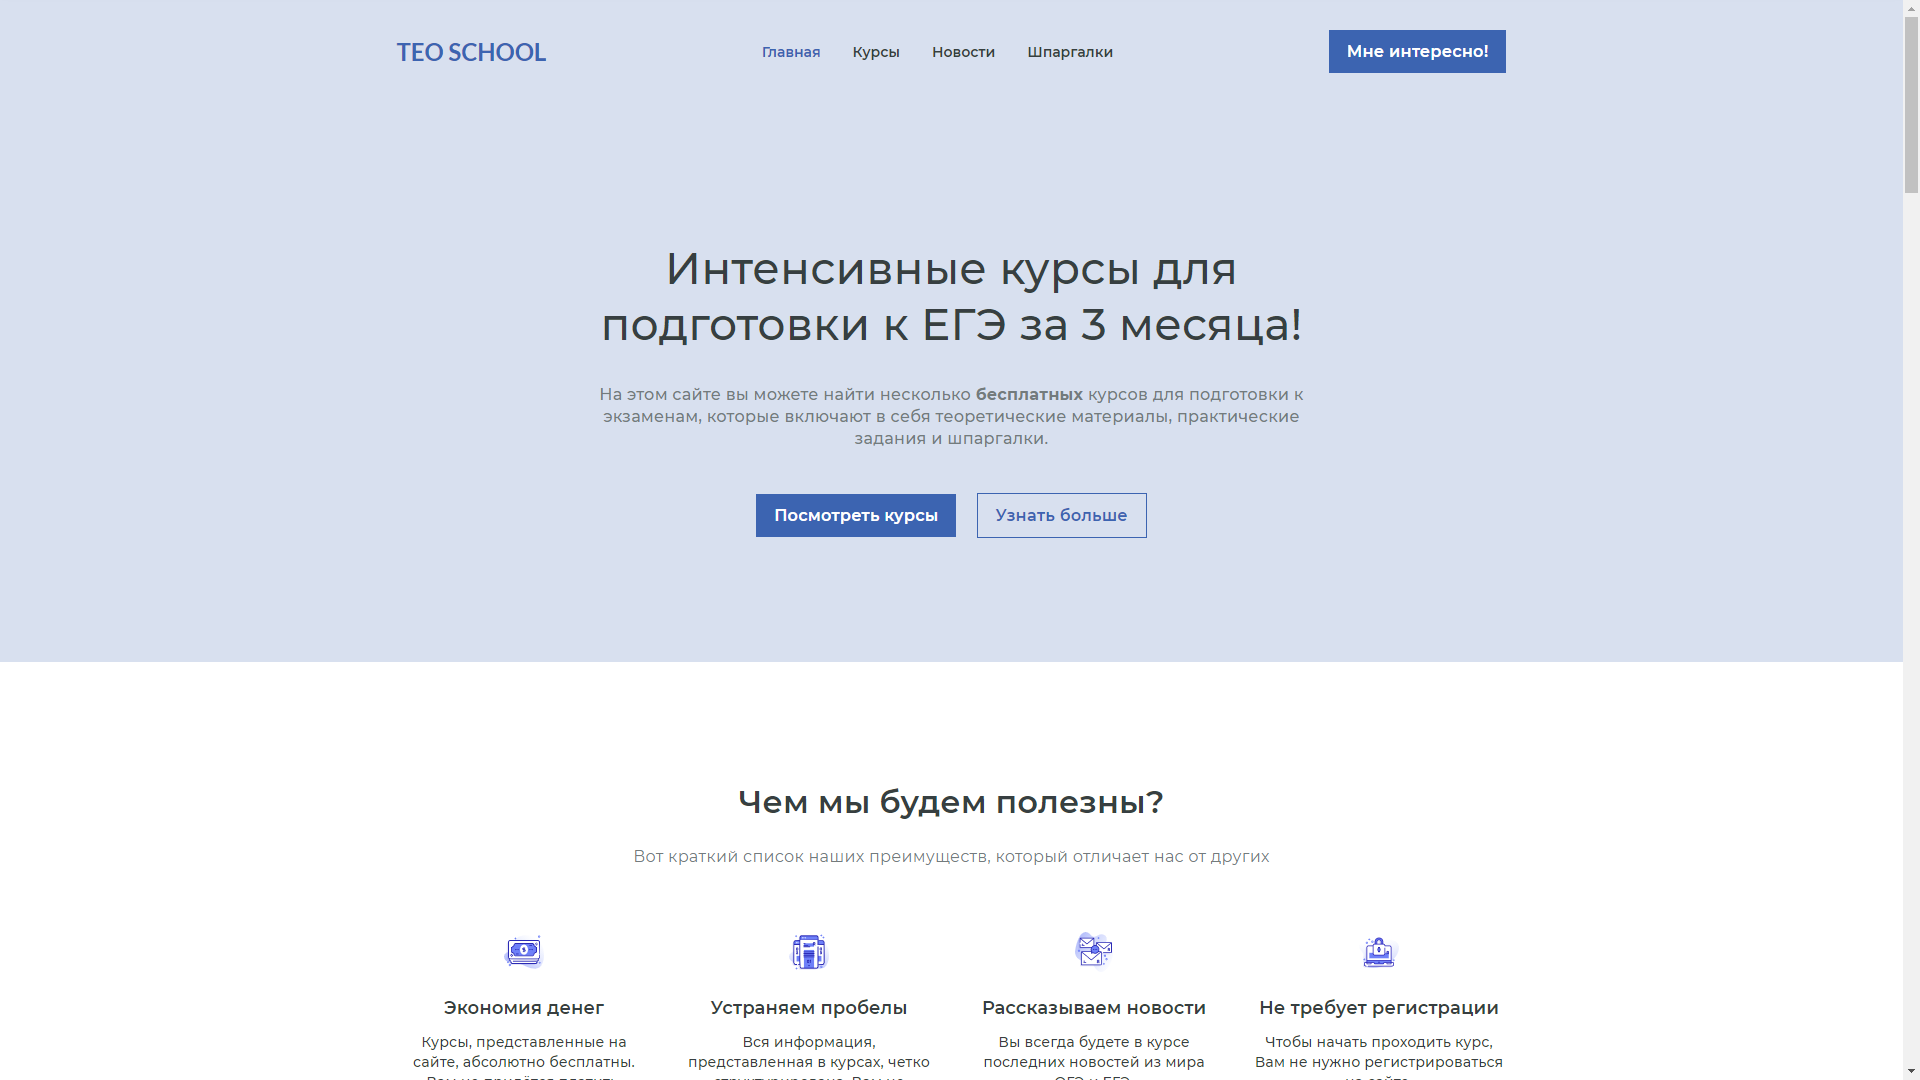 TEO SCHOOL
Главная
Курсы
Новости
Шпаргалки
Мне интересно!
Интенсивные курсы для
подготовки к ЕГЭ за 3 месяца!
На этом сайте вы можете найти несколько бесплатных курсов для подготовки к
экзаменам, которые включают в себя теоретические материалы, практические
задания и шпаргалки.
Посмотреть курсы
Узнать больше
Чем мы будем полезны?
Вот краткий список наших преимуществ, который отличает нас от других
Экономия денег
Курсы, представленные на
сайте, абсолютно бесплатны.
Устраняем пробелы
Вся информация,
представленная в курсах, четко
Рассказываем новости
Вы всегда будете в курсе
последних новостей из мира
Не требует регистрации
Чтобы начать проходить курс,
Вам не нужно регистрироваться